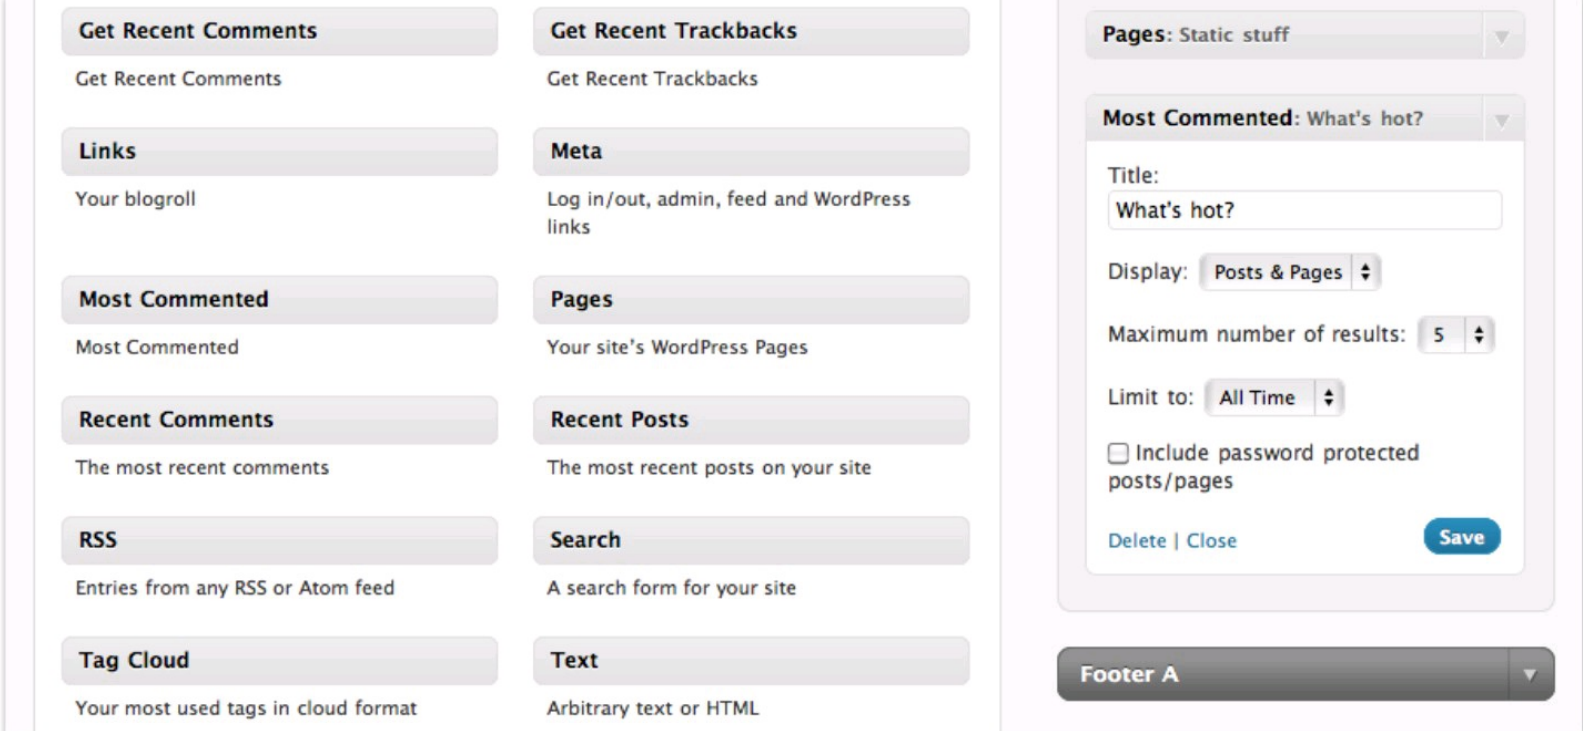 Get Recent Comments
Get Recent Comments
Get Recent Trackbacks
Get Recent Trackbacks
Links
Your blogroll
Meta
Log in/out, admin, feed and WordPress
links
Most Commented
Most Commented
Pages
Your site's WordPress Pages
Recent Comments
The most recent comments
Recent Posts
The most recent posts on your site
RSS
Entries from any RSS or Atom feed
Search
A search form for your site
Tag Cloud
Your most used tags in cloud format
Text
Arbitrary text or HTML
Pages: Static stuff
Most Commented: What's hot?
Title:
What's hot?
Display: Posts & Pages
Maximum number of results: 5
Limit to: All Time
Include password protected
posts/pages
Delete | Close
Save
Footer A